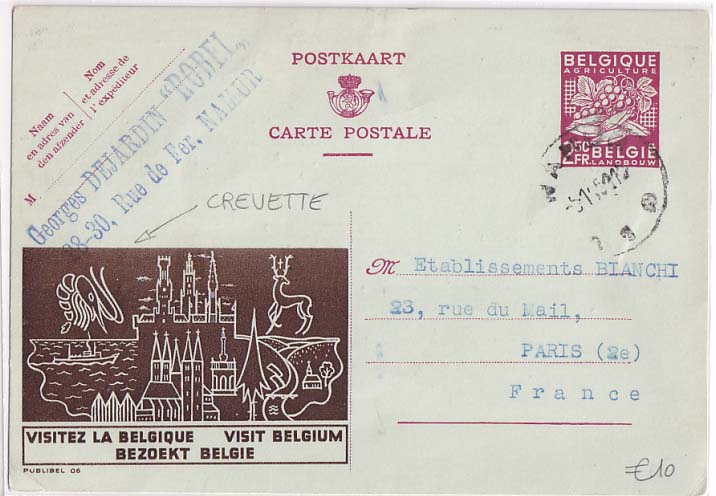 POSTKAART
CARTE POSTALE
Nom
et adresse de
l'expéditeur
Naam
en adres van
den afzender
M
Georges DEJARDIN «ROBEL»
28-30, Rue de Fer, NAMUR
CREVETTE
BELGIQUE
AGRICULTURE
2 FR. 50 BELGIË
LANDBOUW
M Etablissements BIANCHI
23, rue du Mail,
PARIS (2e)
France
VISITEZ LA BELGIQUE VISIT BELGIUM
BEZOEKT BELGIE
PUBLIBEL 06
€10